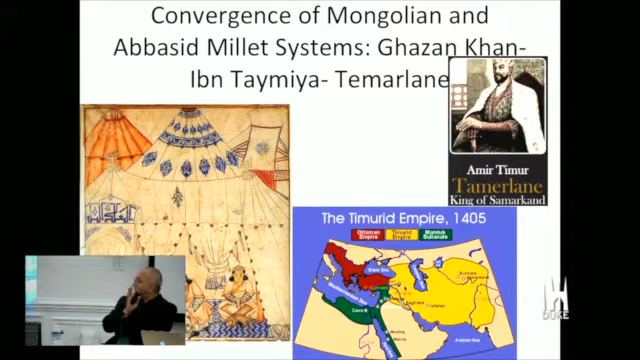 Convergence of Mongolian and
Abbasid Millet Systems: Ghazan Khan-
Ibn Taymiya- Temarlane
Amir Timur
Tamerlane
King of Samarkand
The Timurid Empire, 1405
Ottoman Empire
Timurid Empire
Mamluk Sultanate
Black Sea
Mediterranean Sea
Cairo
Baghdad
Arabian Sea
DUKE